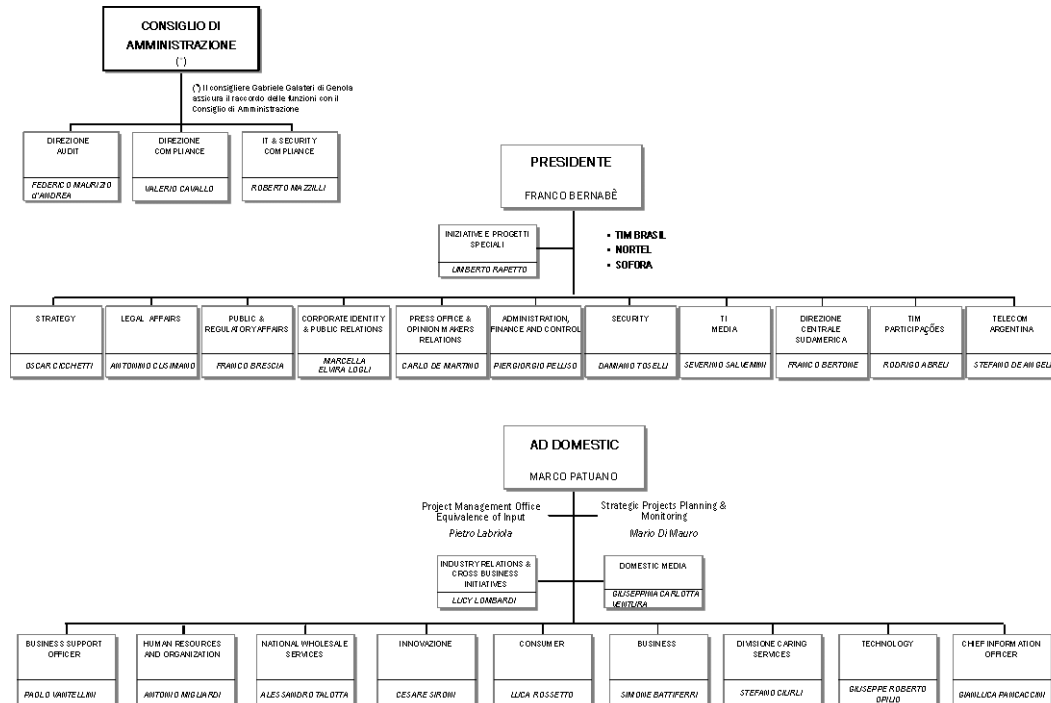 CONSIGLIO DI
AMMINISTRAZIONE
(*)
(*) Il consigliere Gabriele Galateri di Genola
assicura il raccordo delle funzioni con il
Consiglio di Amministrazione
DIREZIONE
AUDIT
FEDERICO MAURIZIO
d'ANDREA
DIREZIONE
COMPLIANCE
VALERIO CAVALLO
IT & SECURITY
COMPLIANCE
ROBERTO MAZZILLI
PRESIDENTE
FRANCO BERNABÈ
INIZIATIVE E PROGETTI
SPECIALI
UMBERTO RAPETTO
• TIM BRASIL
• NORTEL
• SOFORA
STRATEGY
OSCAR CICCHETTI
LEGAL AFFAIRS
ANTONINO CUSIMANO
PUBLIC &
REGULATORY AFFAIRS
FRANCO BRESCIA
CORPORATE IDENTITY
& PUBLIC RELATIONS
MARCELLA
ELVIRA LOGLI
PRESS OFFICE &
OPINION MAKERS
RELATIONS
CARLO DE MARTINO
ADMINISTRATION,
FINANCE AND CONTROL
PIERGIORGIO PELUSO
SECURITY
DAMIANO TOSELLI
TI
MEDIA
SEVERINO SALVEMINI
DIREZIONE
CENTRALE
SUDAMERICA
FRANCO BERTONE
TIM
PARTICIPAÇÕES
RODRIGO ABREU
TELECOM
ARGENTINA
STEFANO DE ANGELI
AD DOMESTIC
MARCO PATUANO
Project Management Office
Equivalence of Input
Pietro Labriola
Strategic Projects Planning &
Monitoring
Mario Di Mauro
INDUSTRY RELATIONS &
CROSS BUSINESS
INITIATIVES
LUCY LOMBARDI
DOMESTIC MEDIA
GIUSEPPINA CARLOTTA
VENTURA
BUSINESS SUPPORT
OFFICER
PAOLO VANTELLINI
HUMAN RESOURCES
AND ORGANIZATION
ANTONIO MIGLIARDI
NATIONAL WHOLESALE
SERVICES
ALESSANDRO TALOTTA
INNOVAZIONE
CESARE SIRONI
CONSUMER
LUCA ROSSETTO
BUSINESS
SIMONE BATTIFERRI
DIVISIONE CARING
SERVICES
STEFANO CIURLI
TECHNOLOGY
GIUSEPPE ROBERTO
OPILIO
CHIEF INFORMATION
OFFICER
GIANLUCA PANCACCINI